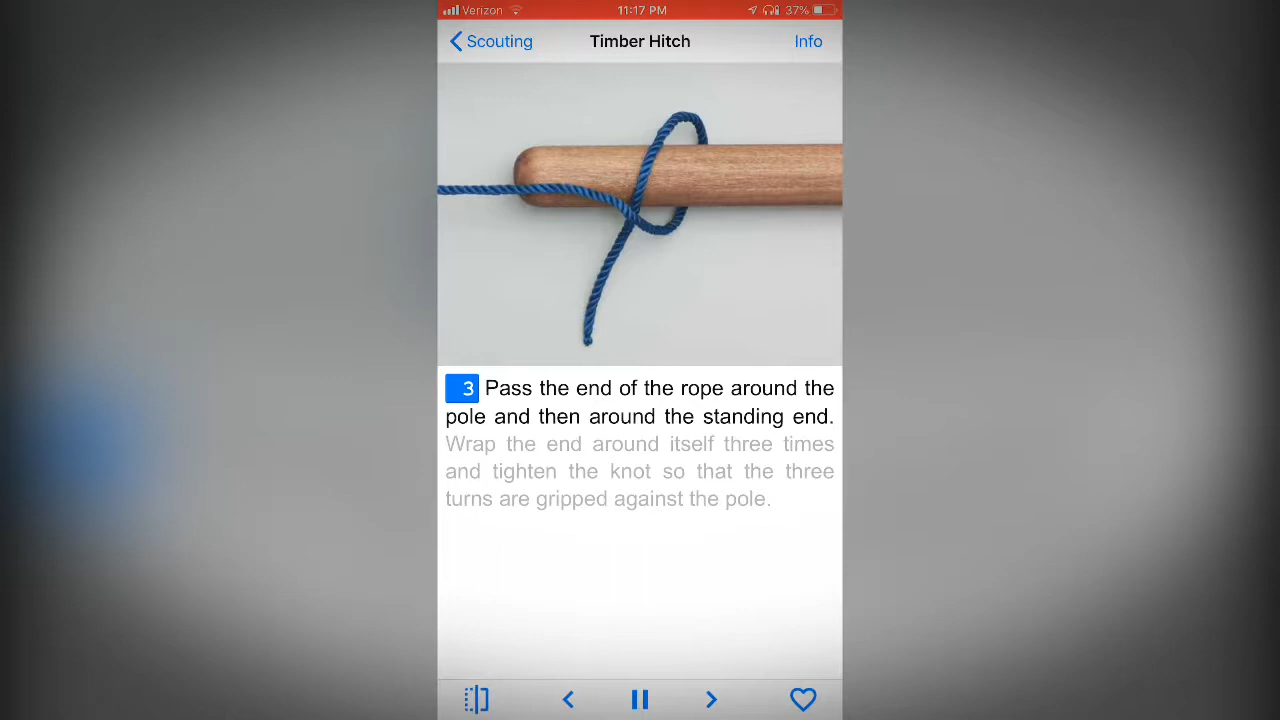 Verizon 11:17 PM 37%
Scouting Timber Hitch Info
3 Pass the end of the rope around the
pole and then around the standing end.
Wrap the end around itself three times
and tighten the knot so that the three
turns are gripped against the pole.